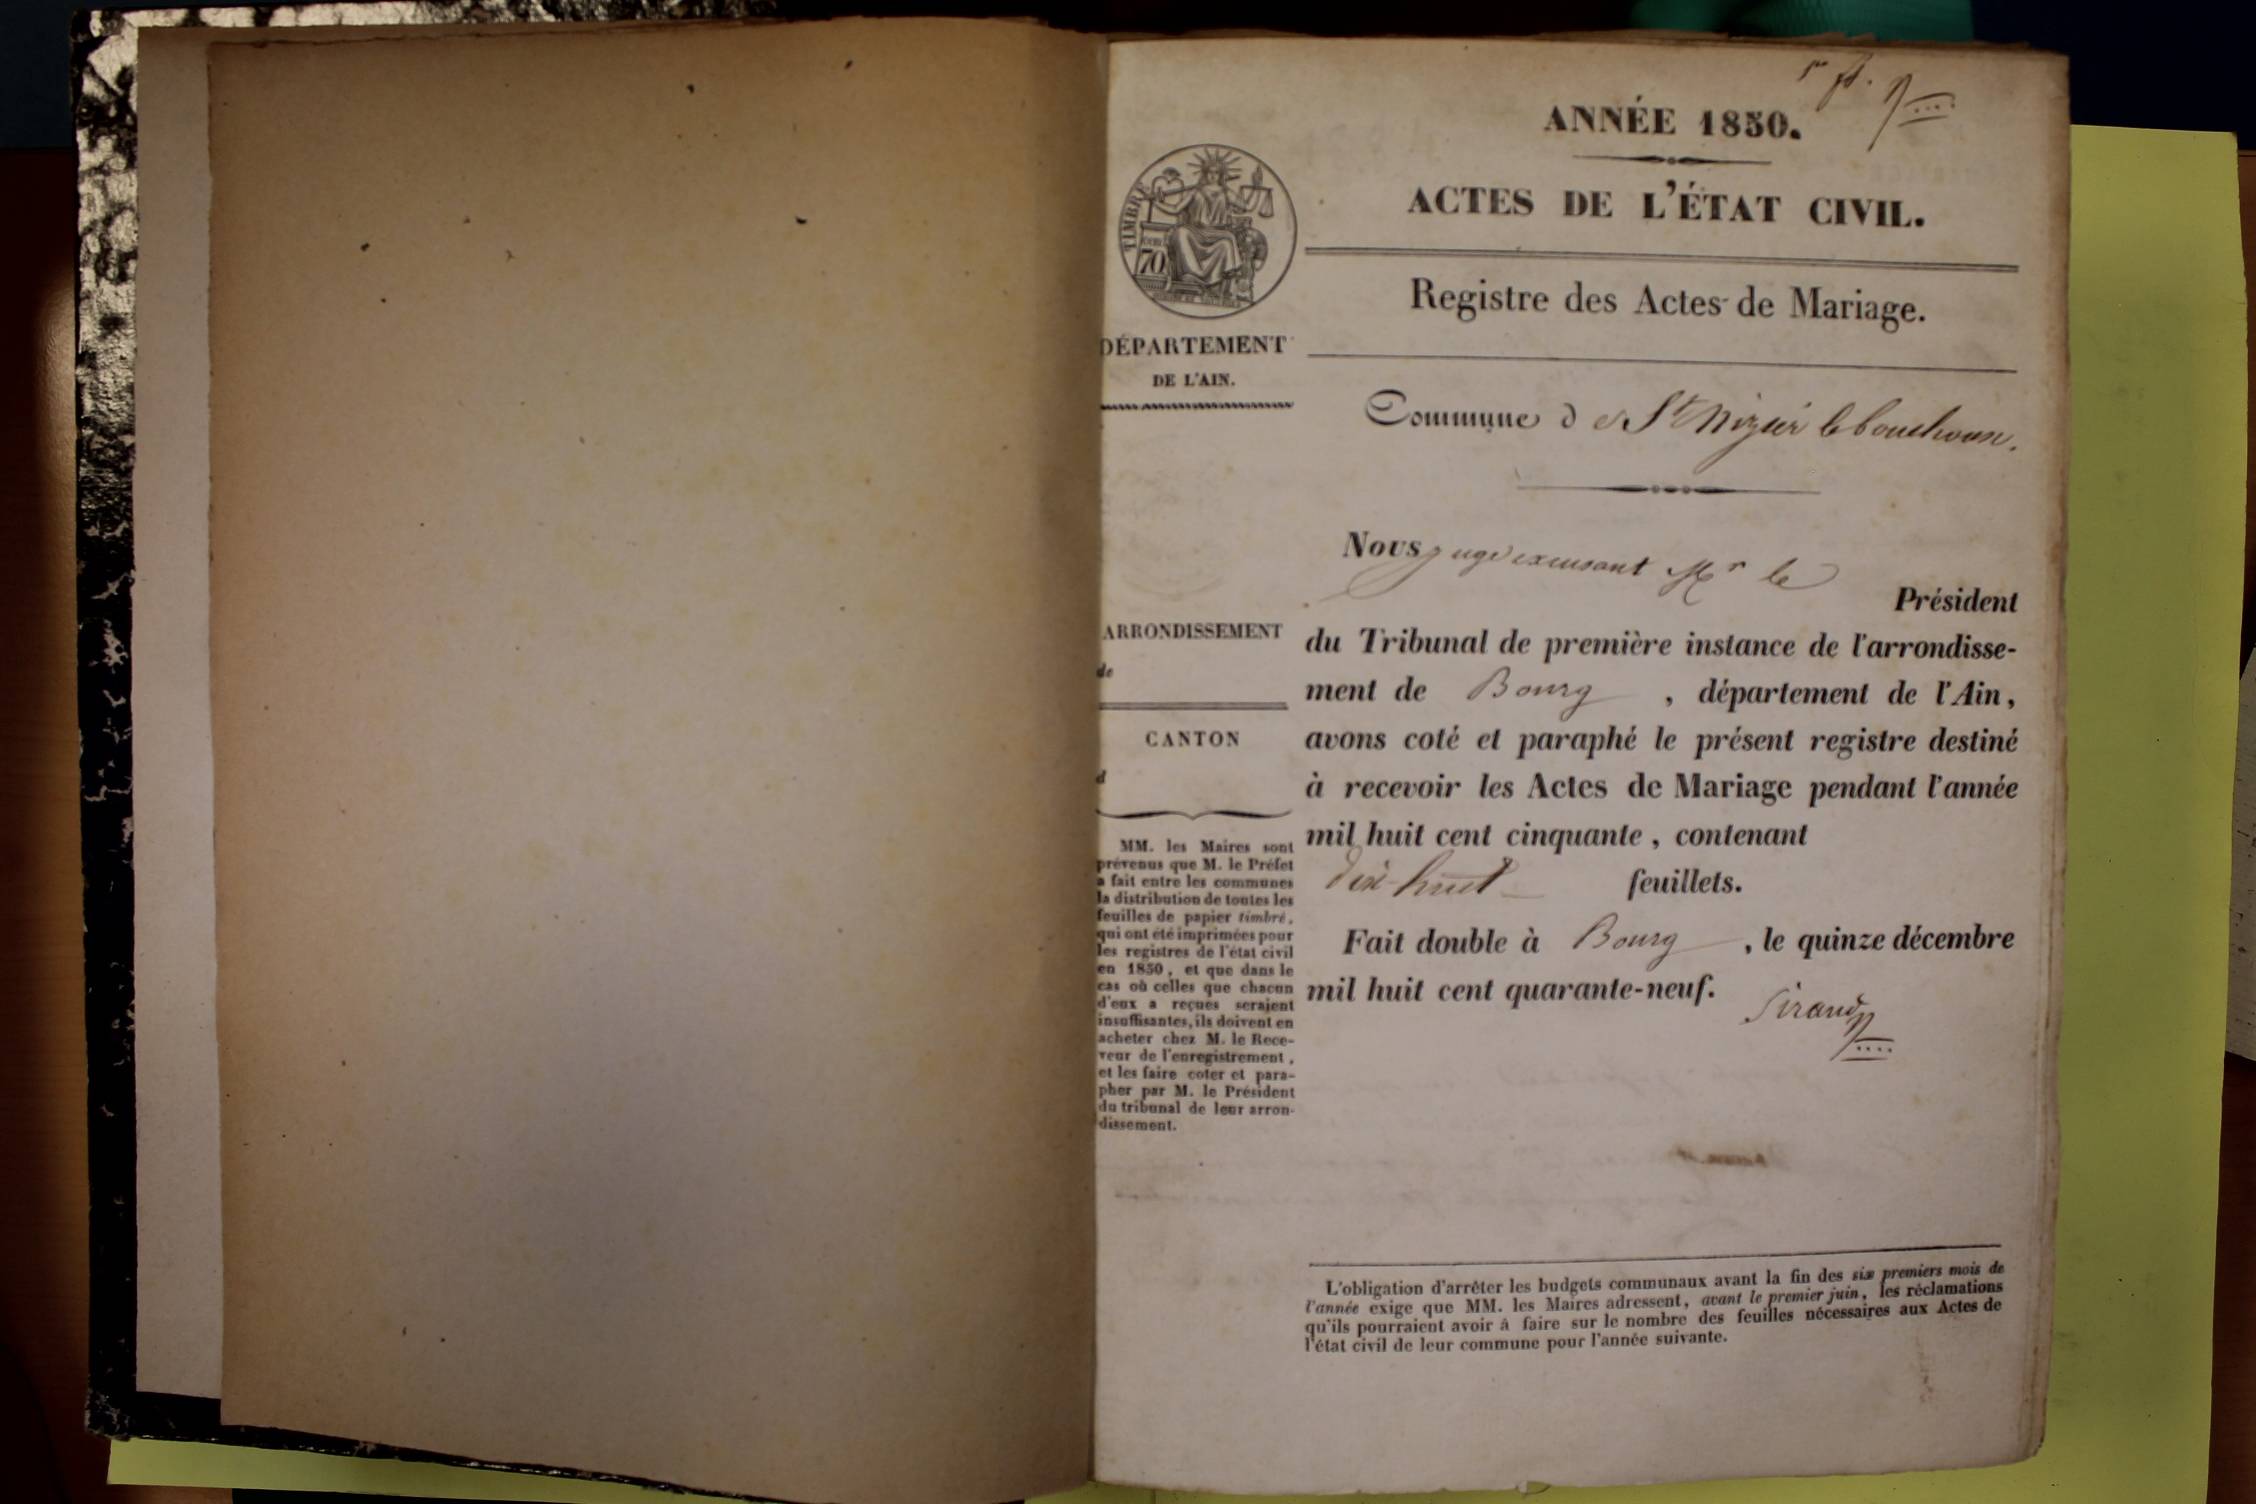 1er ft.
ANNÉE 1850.
ACTES DE L'ÉTAT CIVIL.
Registre des Actes de Mariage.
Commune de St Nizier le bouchoux.
TIMBRE
70
DÉPARTEMENT
DE L'AIN.
ARRONDISSEMENT
de
CANTON
d
MM. les Maires sont
prévenus que M. le Préfet
a fait entre les communes
la distribution de toutes les
feuilles de papier timbré,
qui ont été imprimées pour
les registres de l'état civil
en 1850, et que dans le
cas où celles que chacun
d'eux a reçues seraient
insuffisantes, ils doivent en
acheter chez M. le Rece-
veur de l'enregistrement,
et les faire coter et para-
pher par M. le Président
du tribunal de leur arron-
dissement.
Nous juge excusant Mr le
Président
du Tribunal de première instance de l'arrondisse-
ment de Bourg, département de l'Ain,
avons coté et paraphé le présent registre destiné
à recevoir les Actes de Mariage pendant l'année
mil huit cent cinquante, contenant
dix-huit feuillets.
Fait double à Bourg, le quinze décembre
mil huit cent quarante-neuf.
Sirand
L'obligation d'arrêter les budgets communaux avant la fin des six premiers mois de
l'année exige que MM. les Maires adressent, avant le premier juin, les réclamations
qu'ils pourraient avoir à faire sur le nombre des feuilles nécessaires aux Actes de
l'état civil de leur commune pour l'année suivante.